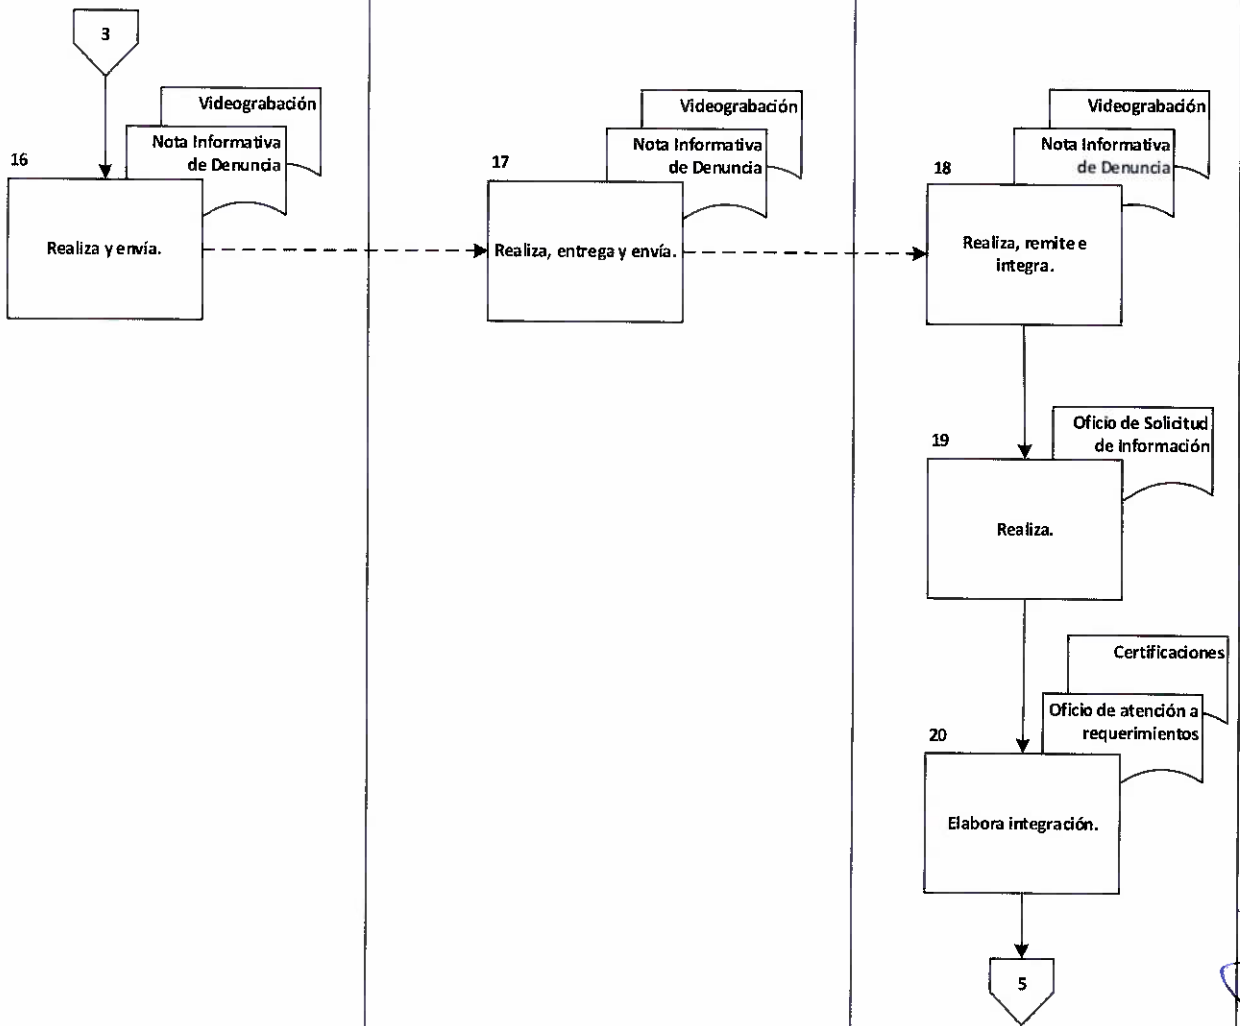 3
Videograbación
Nota Informativa
de Denuncia
16
Realiza y envía.
Videograbación
Nota Informativa
de Denuncia
17
Realiza, entrega y envía.
Videograbación
Nota Informativa
de Denuncia
18
Realiza, remite e
integra.
Oficio de Solicitud
de Información
19
Realiza.
Certificaciones
Oficio de atención a
requerimientos
20
Elabora integración.
5